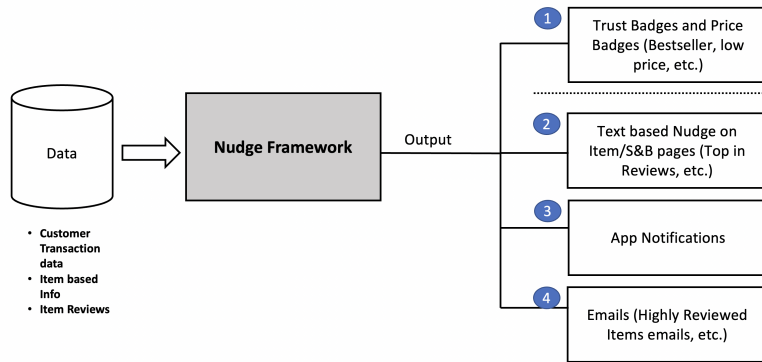 Data
• Customer
Transaction
data
• Item based
Info
• Item Reviews
Nudge Framework
Output
1
Trust Badges and Price
Badges (Bestseller, low
price, etc.)
2
Text based Nudge on
Item/S&B pages (Top in
Reviews, etc.)
3
App Notifications
4
Emails (Highly Reviewed
Items emails, etc.)